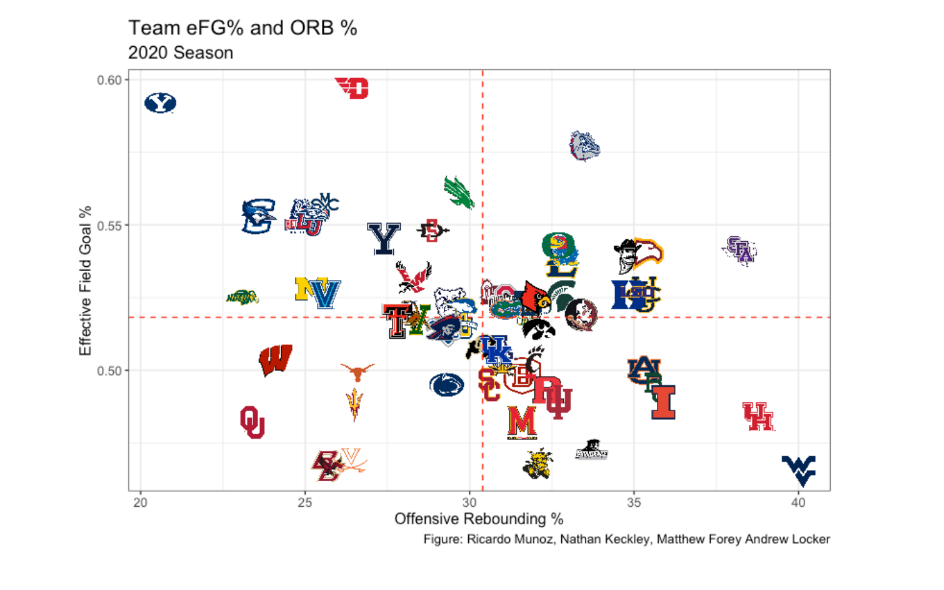 Team eFG% and ORB %
2020 Season
0.60
0.55
0.50
Effective Field Goal %
20
25
30
35
40
Offensive Rebounding %
Figure: Ricardo Munoz, Nathan Keckley, Matthew Forey Andrew Locker